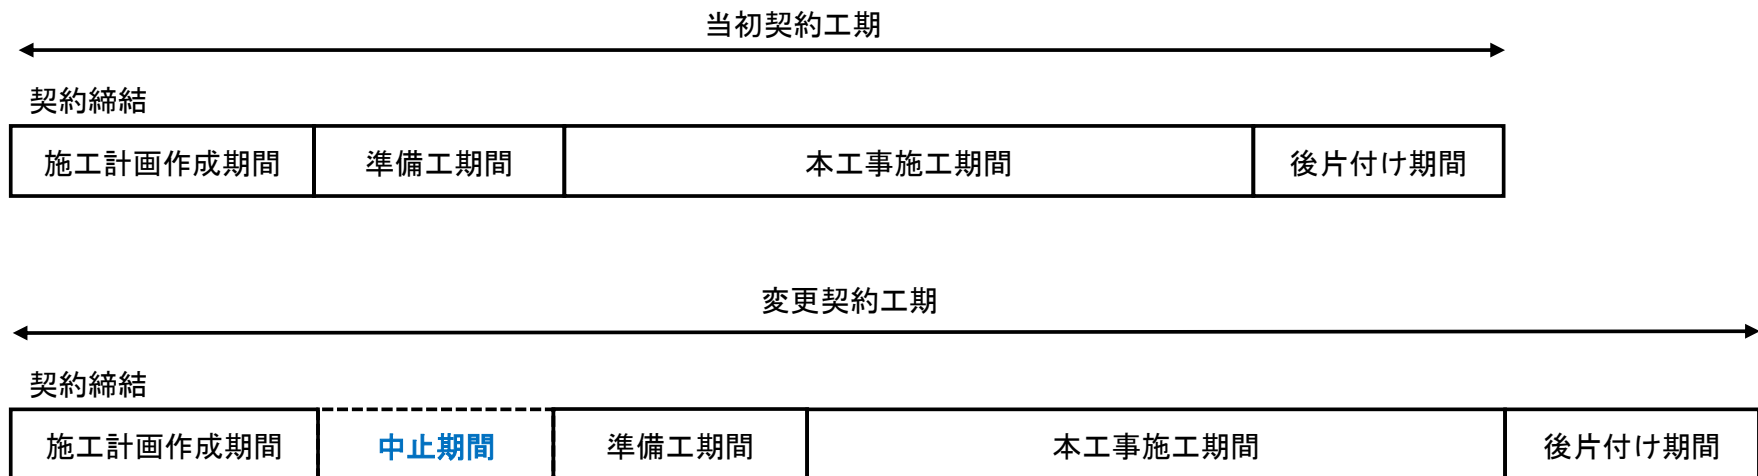 当初契約工期
契約締結
施工計画作成期間 準備工期間 本工事施工期間 後片付け期間
変更契約工期
契約締結
施工計画作成期間 中止期間 準備工期間 本工事施工期間 後片付け期間